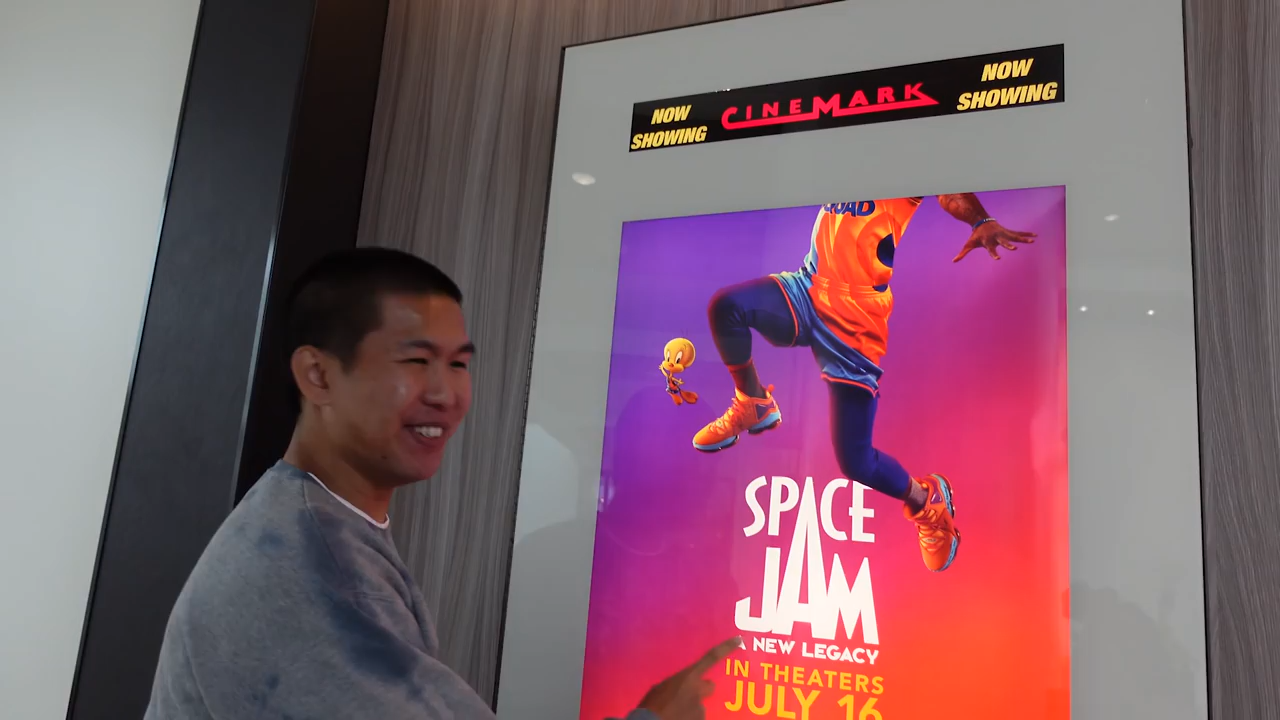 NOW SHOWING
CINEMARK
NOW SHOWING
SPACE
JAM
A NEW LEGACY
IN THEATERS
JULY 16